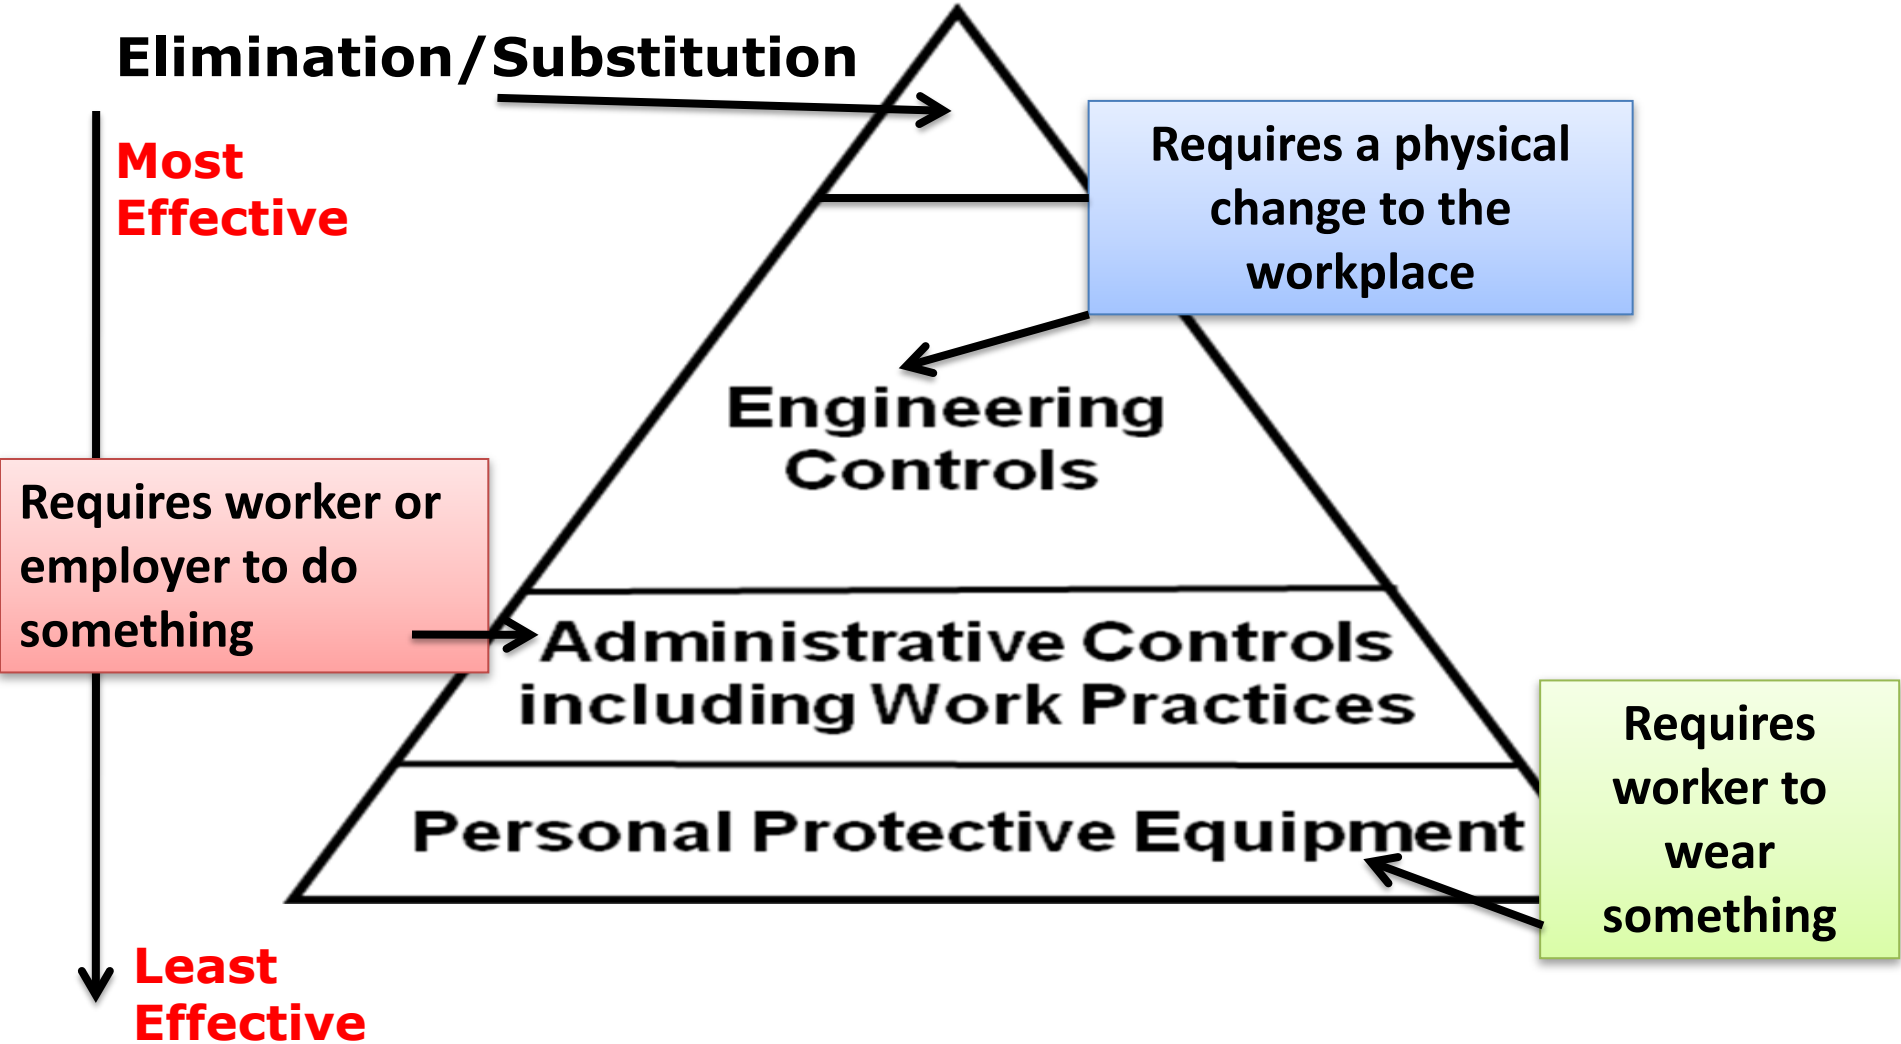 Elimination/Substitution
Most
Effective
Requires a physical
change to the
workplace
Engineering
Controls
Requires worker or
employer to do
something
Administrative Controls
including Work Practices
Requires
worker to
wear
something
Personal Protective Equipment
Least
Effective